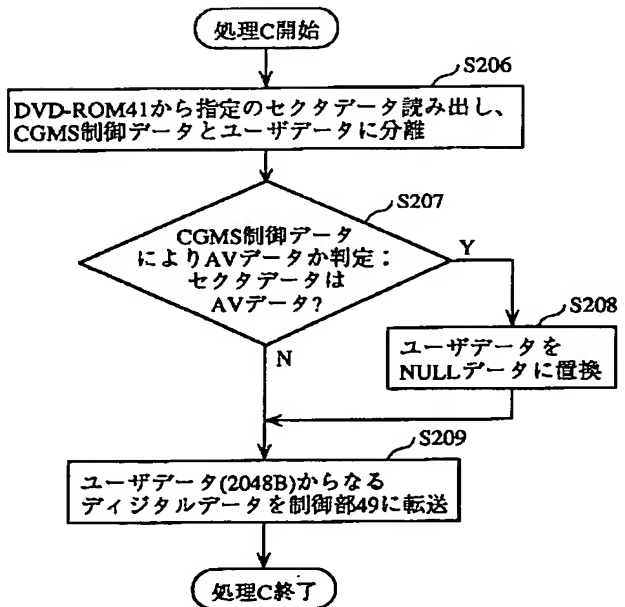 処理C開始
S206
DVD-ROM41から指定のセクタデータ読み出し、
CGMS制御データとユーザデータに分離
S207
CGMS制御データ
によりAVデータか判定：
セクタデータは
AVデータ?
Y
N
S208
ユーザデータを
NULLデータに置換
S209
ユーザデータ(2048B)からなる
ディジタルデータを制御部49に転送
処理C終了